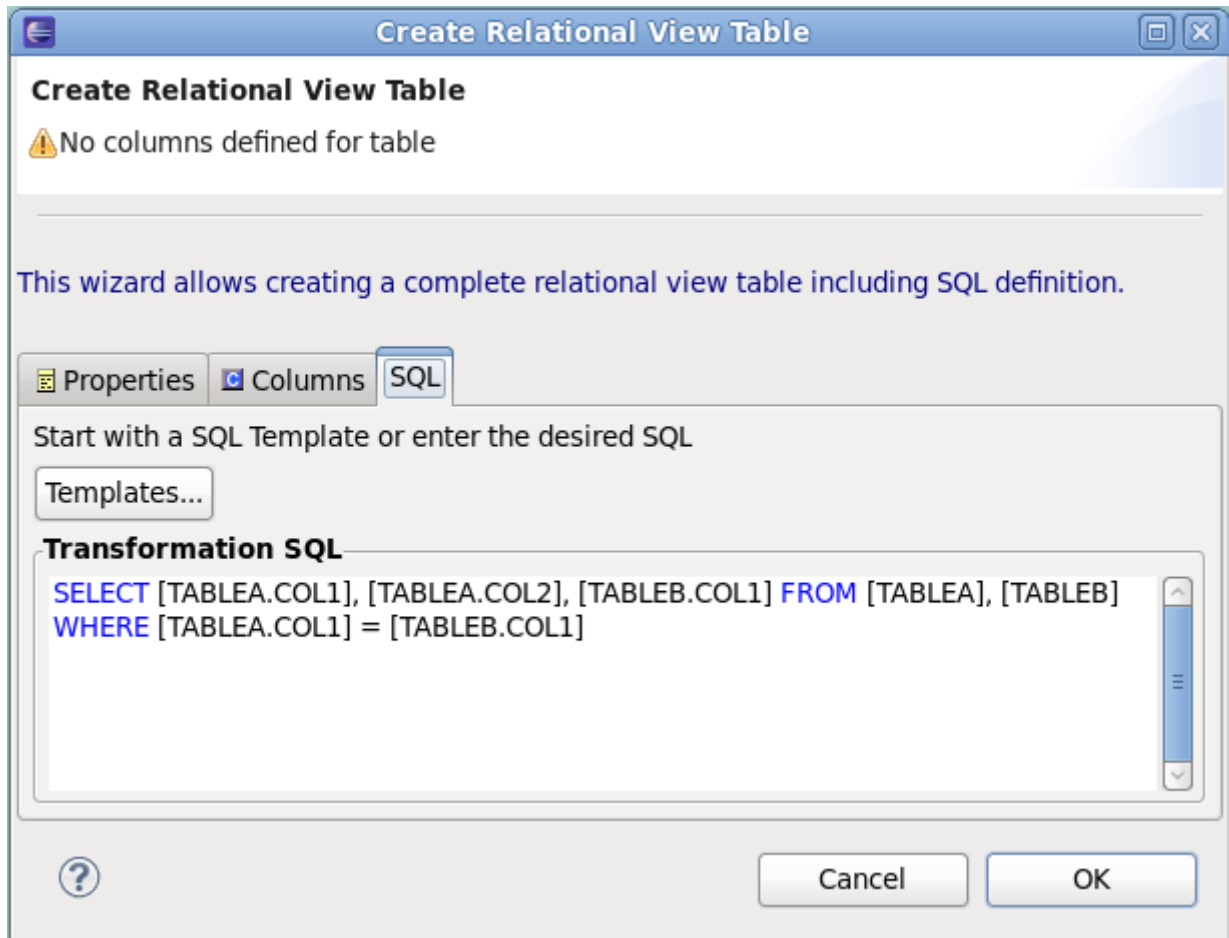 Create Relational View Table
Create Relational View Table
No columns defined for table
This wizard allows creating a complete relational view table including SQL definition.
Properties Columns SQL
Start with a SQL Template or enter the desired SQL
Templates...
Transformation SQL
SELECT [TABLEA.COL1], [TABLEA.COL2], [TABLEB.COL1] FROM [TABLEA], [TABLEB]
WHERE [TABLEA.COL1] = [TABLEB.COL1]
Cancel OK